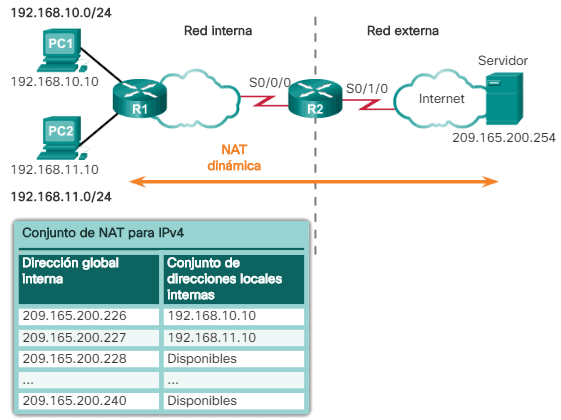 192.168.10.0/24
Red interna
Red externa
PC1
Servidor
192.168.10.10
S0/0/0
S0/1/0
Internet
R1
R2
PC2
209.165.200.254
NAT
dinámica
192.168.11.10
192.168.11.0/24
Conjunto de NAT para IPv4
Dirección global
interna
Conjunto de
direcciones locales
internas
209.165.200.226 192.168.10.10
209.165.200.227 192.168.11.10
209.165.200.228 Disponibles
... ...
209.165.200.240 Disponibles